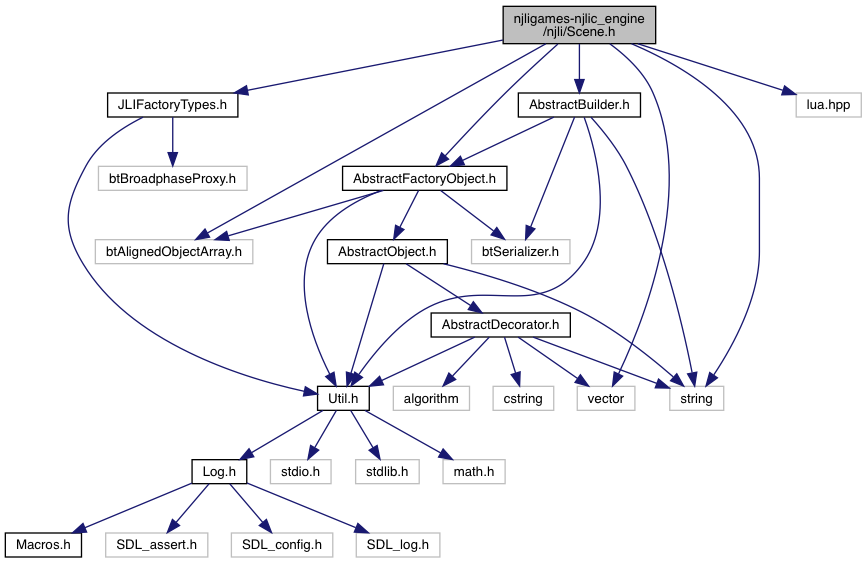 njligames-njlic_engine
/njli/Scene.h
JLIFactoryTypes.h
AbstractBuilder.h
lua.hpp
btBroadphaseProxy.h
AbstractFactoryObject.h
btAlignedObjectArray.h
AbstractObject.h
btSerializer.h
AbstractDecorator.h
Util.h
algorithm
cstring
vector
string
Log.h
stdio.h
stdlib.h
math.h
Macros.h
SDL_assert.h
SDL_config.h
SDL_log.h